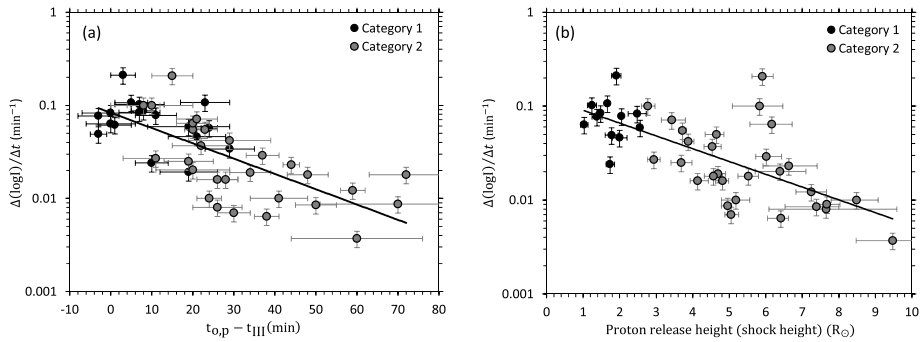 (a)
Category 1
Category 2
Δ(logI)/Δt (min⁻¹)
1
0.1
0.01
0.001
-10 0 10 20 30 40 50 60 70 80
t₀,ₚ − t_III(min)
(b)
Category 1
Category 2
Δ(logI)/Δt (min⁻¹)
1
0.1
0.01
0.001
0 1 2 3 4 5 6 7 8 9 10
Proton release height (shock height) (R☉)